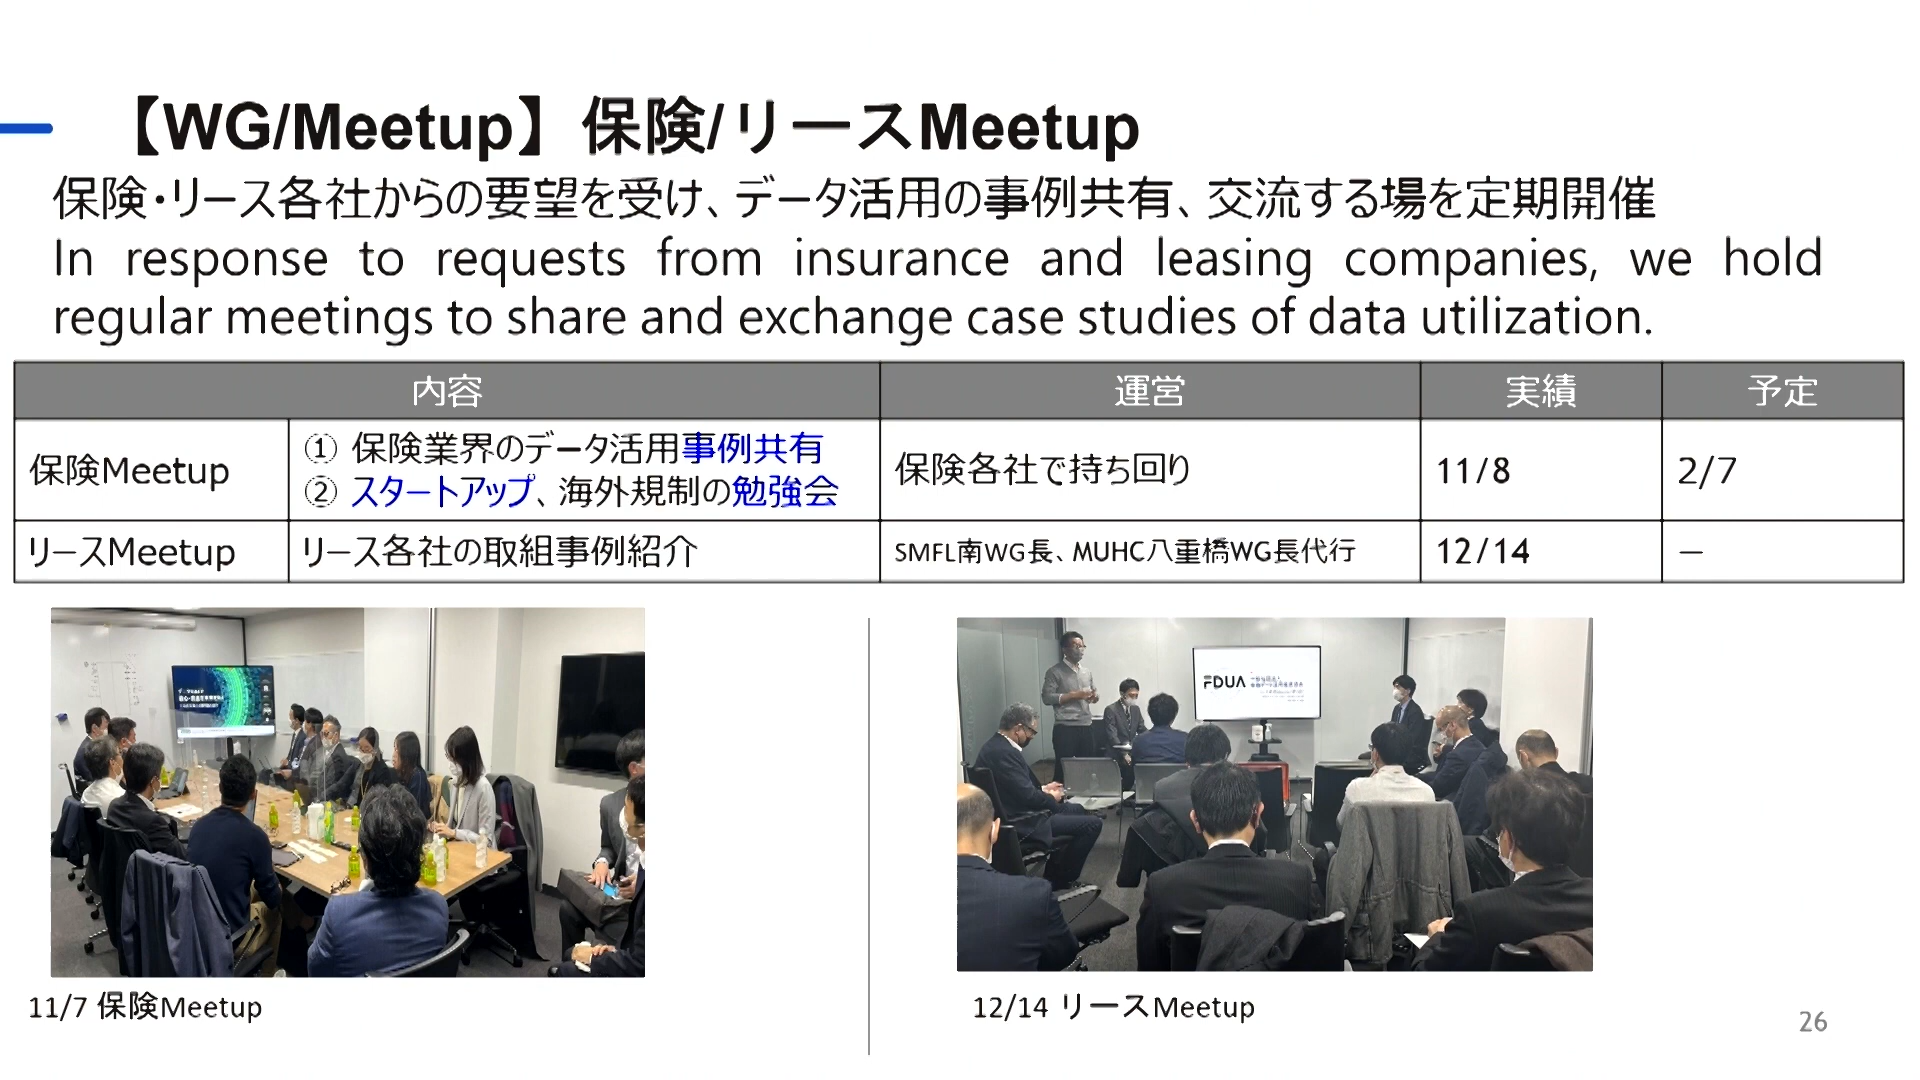 【WG/Meetup】保険/リースMeetup
保険・リース各社からの要望を受け、データ活用の事例共有、交流する場を定期開催
In response to requests from insurance and leasing companies, we hold
regular meetings to share and exchange case studies of data utilization.
内容 運営 実績 予定
保険Meetup
① 保険業界のデータ活用事例共有
② スタートアップ、海外規制の勉強会
保険各社で持ち回り 11/8 2/7
リースMeetup リース各社の取組事例紹介 SMFL南WG長、MUHC八重橋WG長代行 12/14 ー
FDUA
11/7 保険Meetup
12/14 リースMeetup
26